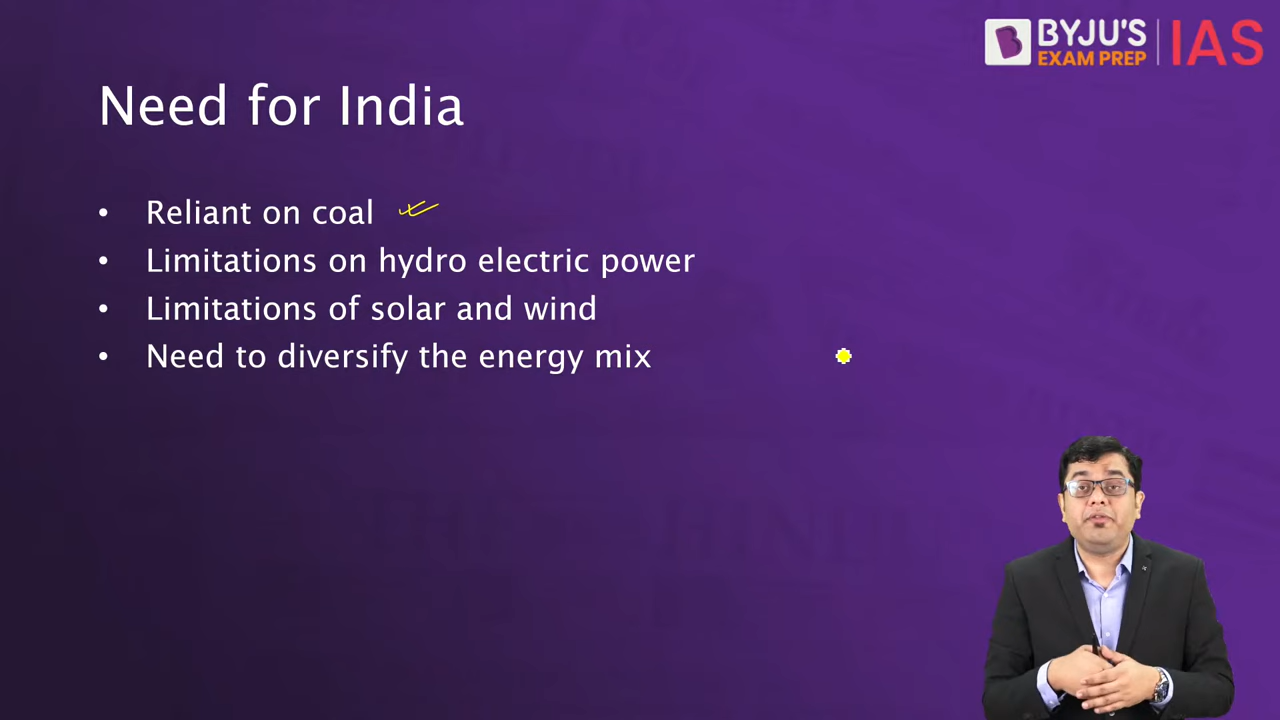 BYJU'S
EXAM PREP
IAS
Need for India
• Reliant on coal
• Limitations on hydro electric power
• Limitations of solar and wind
• Need to diversify the energy mix